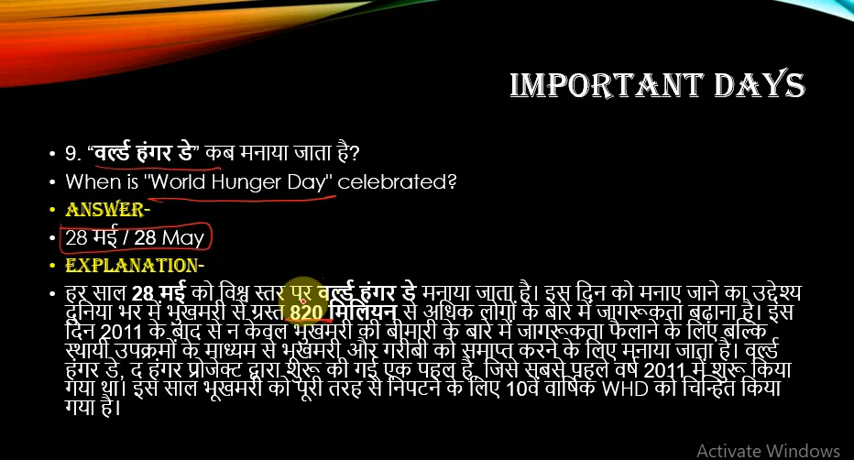 IMPORTANT DAYS
• 9. “वर्ल्ड हंगर डे” कब मनाया जाता है?
• When is "World Hunger Day" celebrated?
• ANSWER-
• 28 मई / 28 May
• EXPLANATION-
• हर साल 28 मई को विश्व स्तर पर वर्ल्ड हंगर डे मनाया जाता है। इस दिन को मनाए जाने का उद्देश्य
दुनिया भर में भुखमरी से ग्रस्त 820 मिलियन से अधिक लोगों के बारे में जागरूकता बढ़ाना है। इस
दिन 2011 के बाद से न केवल भुखमरी की बीमारी के बारे में जागरूकता फैलाने के लिए बल्कि
स्थायी उपक्रमों के माध्यम से भुखमरी और गरीबी को समाप्त करने के लिए मनाया जाता है। वर्ल्ड
हंगर डे, द हंगर प्रोजेक्ट द्वारा शुरू की गई एक पहल है, जिसे सबसे पहले वर्ष 2011 में शुरू किया
गया था। इस साल भूखमरी को पूरी तरह से निपटने के लिए 10वें वार्षिक WHD को चिन्हित किया
गया है।
Activate Windows